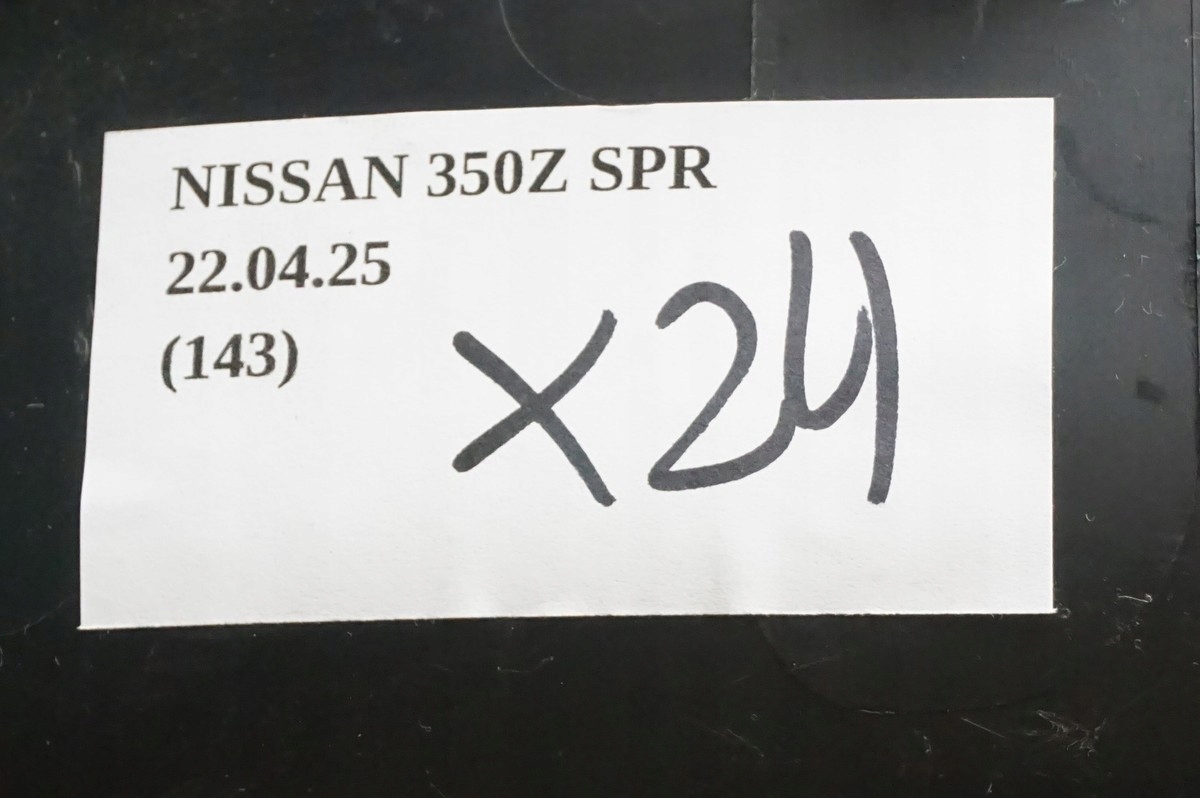 NISSAN 350Z SPR
22.04.25
(143)
X24